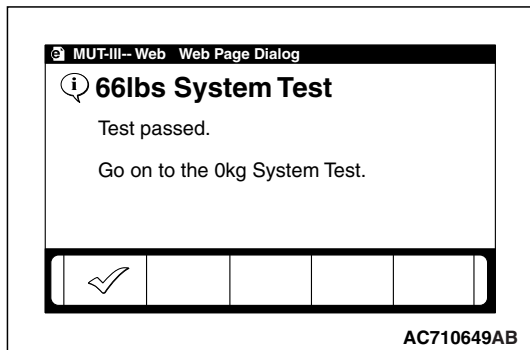 MUT-III-- Web Web Page Dialog
66lbs System Test
Test passed.
Go on to the 0kg System Test.
AC710649AB